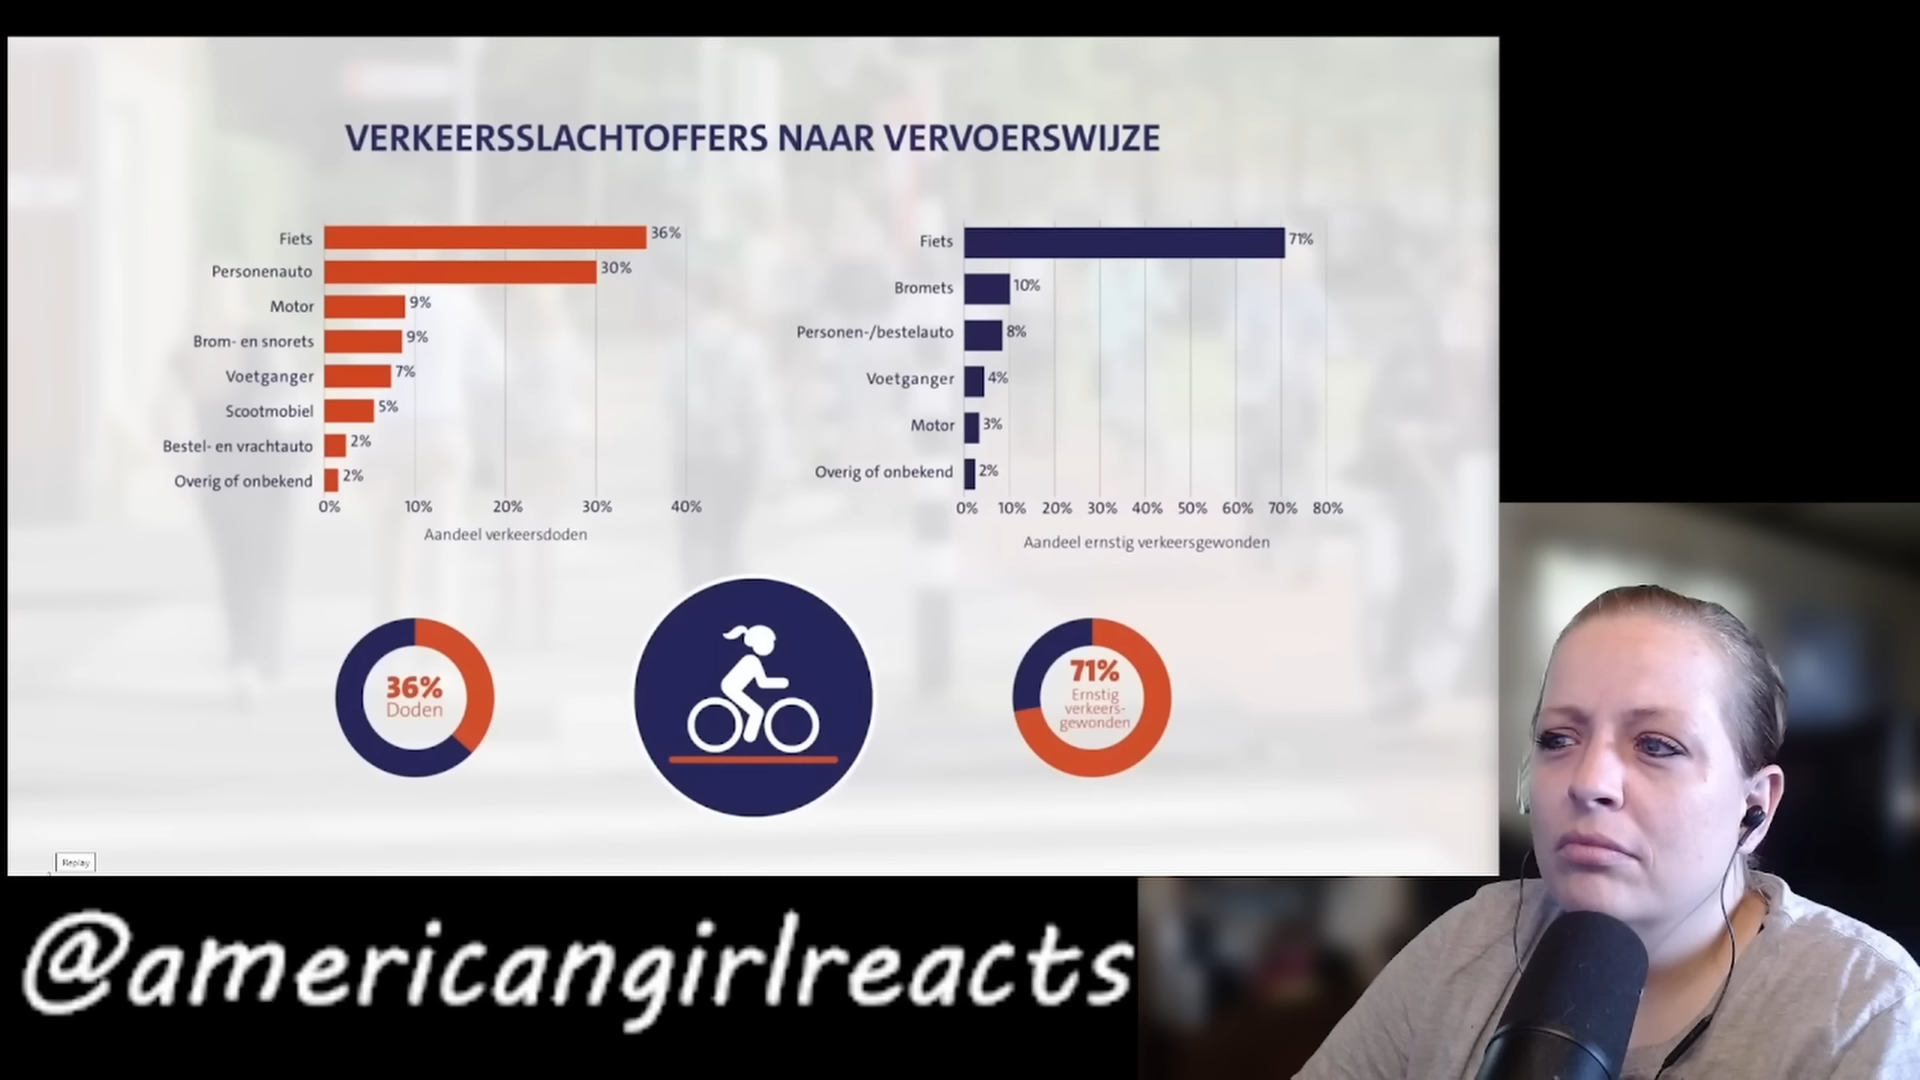 VERKEERSSLACHTOFFERS NAAR VERVOERSWIJZE
Fiets
36%
Personenauto
30%
Motor
9%
Brom- en snorets
9%
Voetganger
7%
Scootmobiel
5%
Bestel- en vrachtauto
2%
Overig of onbekend
2%
0% 10% 20% 30% 40%
Aandeel verkeersdoden
Fiets
71%
Bromets
10%
Personen-/bestelauto
8%
Voetganger
4%
Motor
3%
Overig of onbekend
2%
0% 10% 20% 30% 40% 50% 60% 70% 80%
Aandeel ernstig verkeersgewonden
36%
Doden
71%
Ernstig
verkeers-
gewonden
Replay
@americangirlreacts